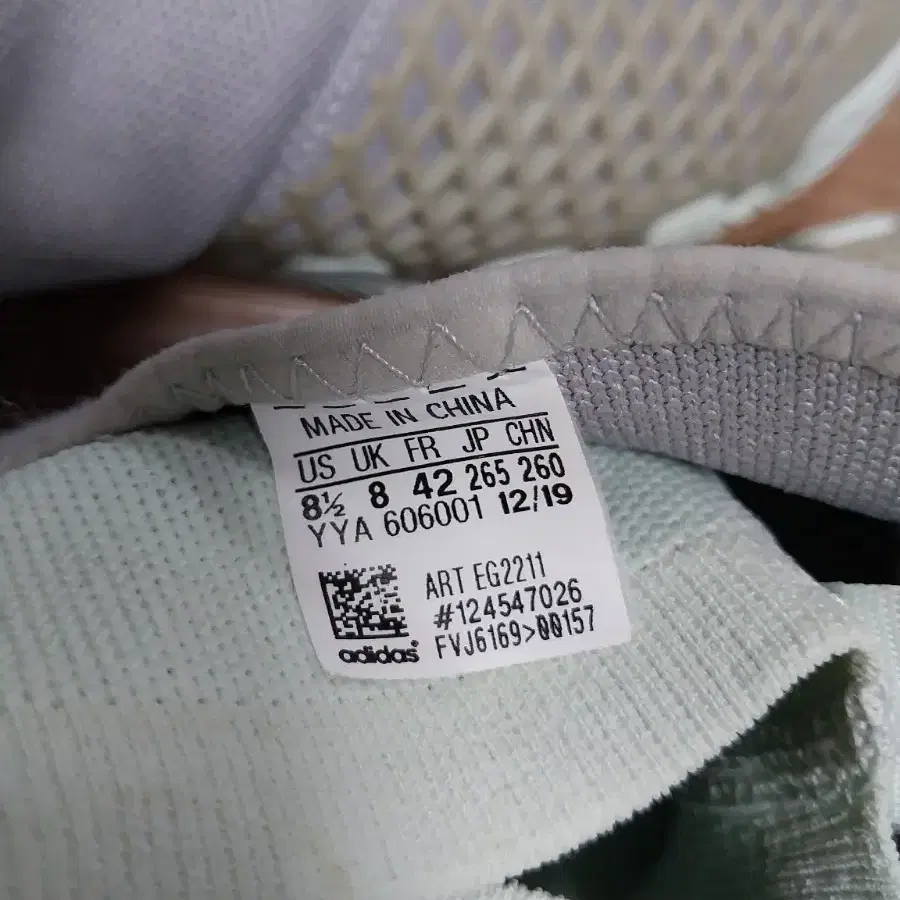 MADE IN CHINA
US UK FR JP CHN
8½ 8 42 265 260
YYA 606001 12/19
ART EG2211
#124547026
FVJ6169>00157
adidas